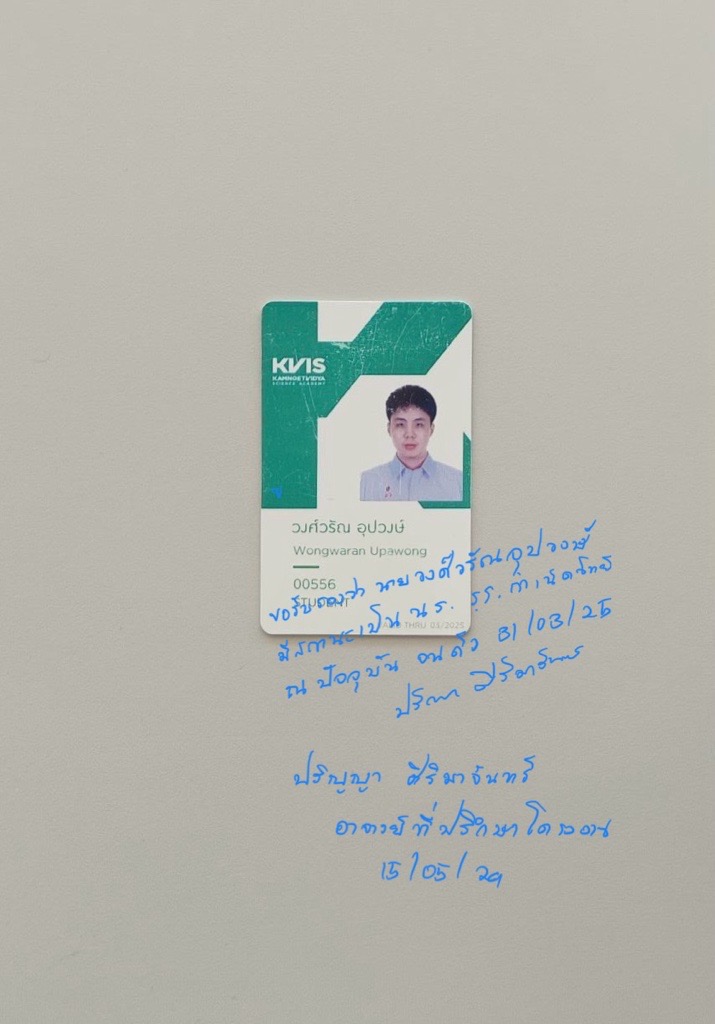 KVIS
KAMNOETVIDYA
SCIENCE ACADEMY
วงศ์วรัณ อุปวงษ์
Wongwaran Upawong
00556
STUDENT
VALID THRU 03/2025
ขอรับรองว่า นายวงศ์วรัณ อุปวงษ์
มีสถานะเป็น นร. รร. กำเนิดวิทย์
ณ ปัจจุบัน จนถึง 31/03/25
ปริญญา ศิริมาจันทร์
ปริญญา ศิริมาจันทร์
อาจารย์ที่ปรึกษาโครงงาน
15/05/24